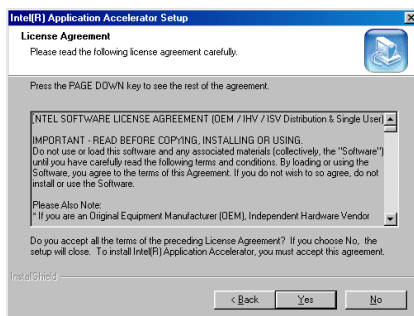 Intel(R) Application Accelerator Setup
License Agreement
Please read the following license agreement carefully.
Press the PAGE DOWN key to see the rest of the agreement.
INTEL SOFTWARE LICENSE AGREEMENT (OEM / IHV / ISV Distribution & Single User)
IMPORTANT - READ BEFORE COPYING, INSTALLING OR USING.
Do not use or load this software and any associated materials (collectively, the "Software")
until you have carefully read the following terms and conditions. By loading or using the
Software, you agree to the terms of this Agreement. If you do not wish to so agree, do not
install or use the Software.
Please Also Note:
* If you are an Original Equipment Manufacturer (OEM), Independent Hardware Vendor
Do you accept all the terms of the preceding License Agreement? If you choose No, the
setup will close. To install Intel(R) Application Accelerator, you must accept this agreement.
InstallShield
< Back
Yes
No